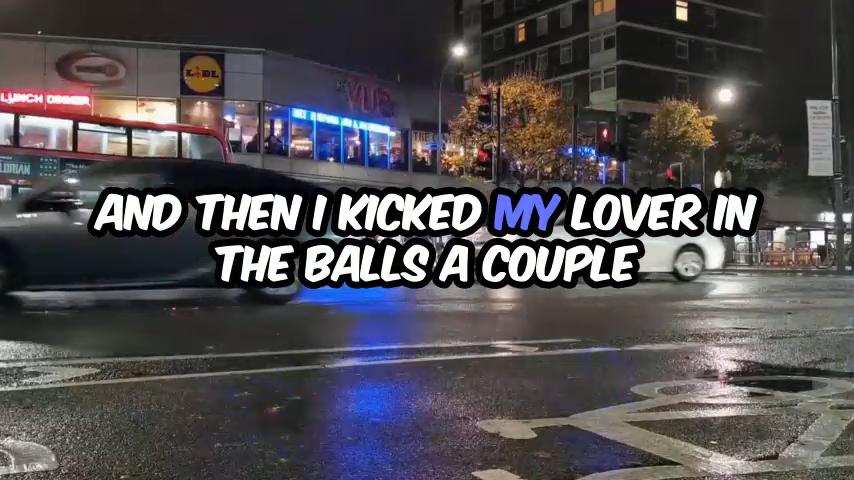 LUNCH DINNER
LIDL
VUE
AND THEN I KICKED MY LOVER IN
THE BALLS A COUPLE